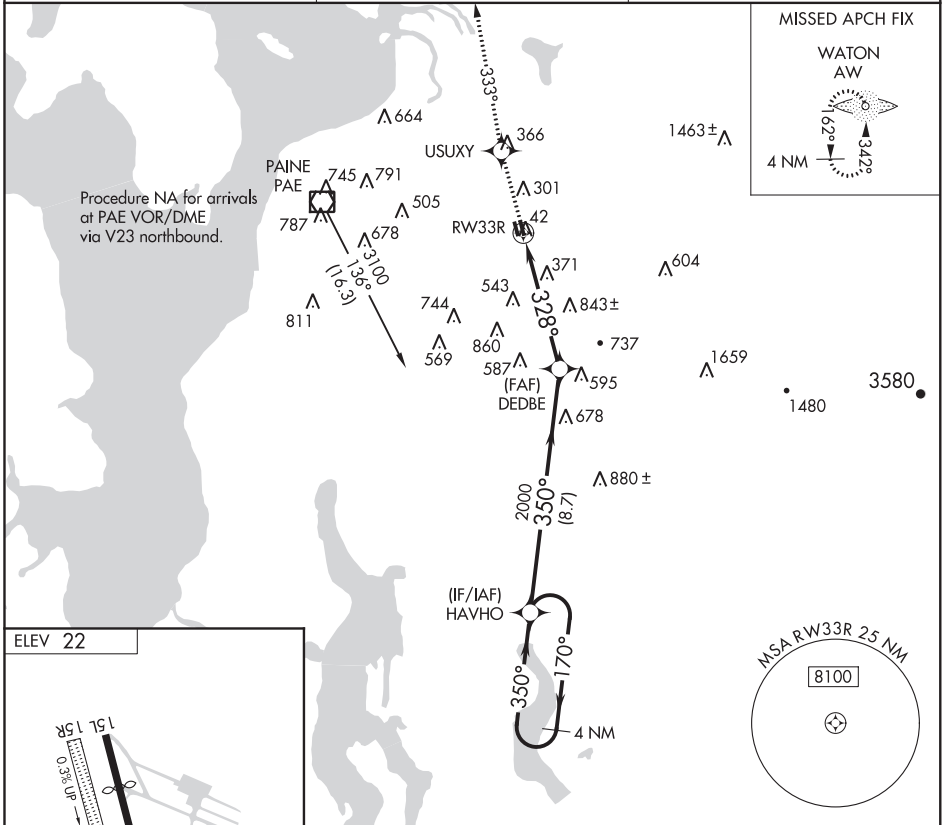 MISSED APCH FIX
WATON
AW
162°
342°
4 NM
333°
664
366
USUXY
1463 ±
PAINE
PAE
745
791
Procedure NA for arrivals
at PAE VOR/DME
via V23 northbound.
505
301
787
678
RW33R
42
3100
136°
(16.3)
371
604
543
328°
811
744
843 ±
860
737
569
587
1659
(FAF)
DEDBE
595
3580
1480
678
880 ±
2000
350°
(8.7)
(IF/IAF)
HAVHO
350°
170°
4 NM
MSA RW33R 25 NM
8100
ELEV 22
15R
15L
0.3% UP